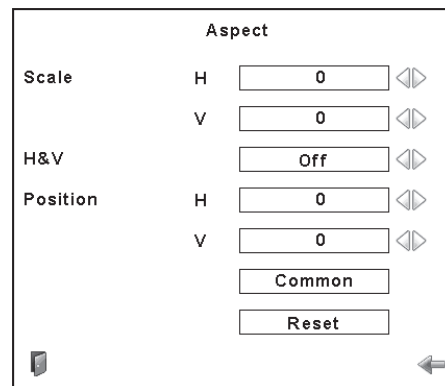 Aspect
Scale H 0
V 0
H&V Off
Position H 0
V 0
Common
Reset